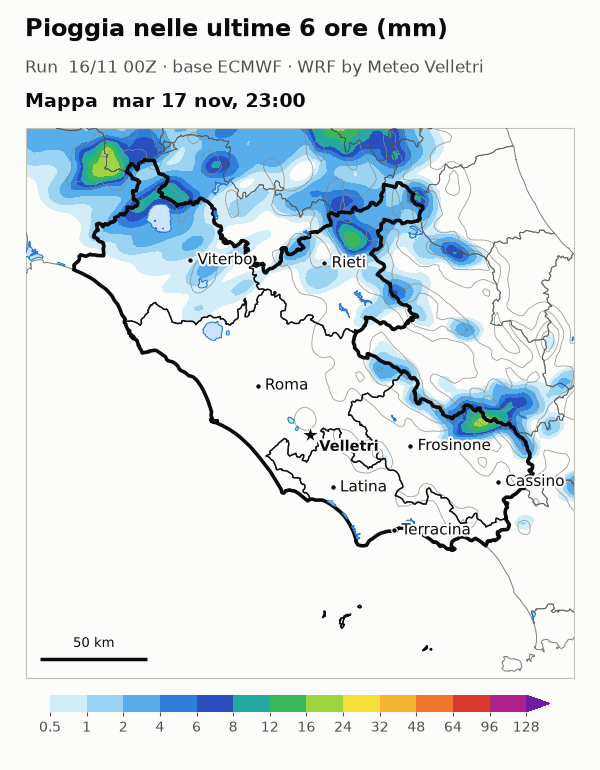 Pioggia nelle ultime 6 ore (mm)
Run  16/11 00Z · base ECMWF · WRF by Meteo Velletri
Mappa  mar 17 nov, 23:00
Viterbo
Rieti
Roma
Velletri
Frosinone
Latina
Cassino
Terracina
50 km
0.5 1 2 4 6 8 12 16 24 32 48 64 96 128